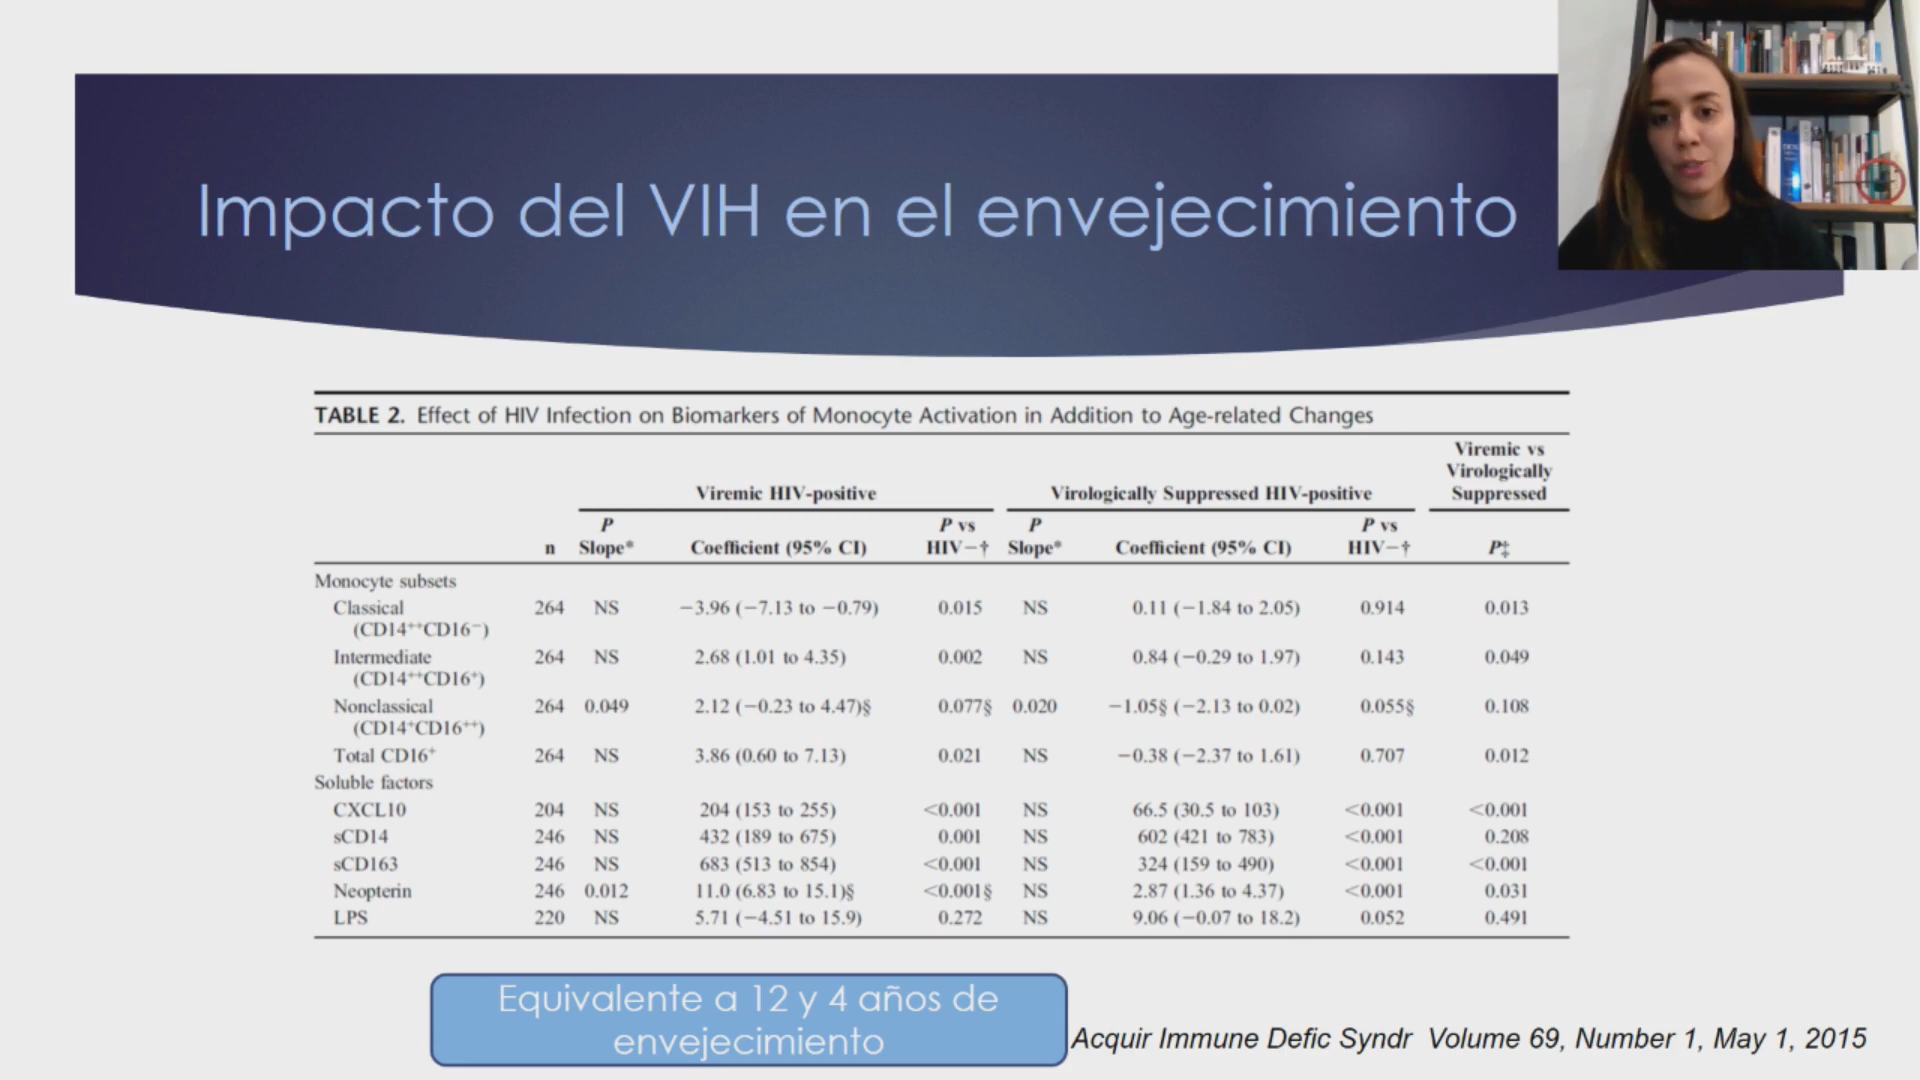 Impacto del VIH en el envejecimiento
TABLE 2. Effect of HIV Infection on Biomarkers of Monocyte Activation in Addition to Age-related Changes
Viremic HIV-positive
Virologically Suppressed HIV-positive
Viremic vs
Virologically
Suppressed
n
P
Slope*
Coefficient (95% CI)
P vs
HIV−†
P
Slope*
Coefficient (95% CI)
P vs
HIV−†
P‡
Monocyte subsets
Classical 264 NS −3.96 (−7.13 to −0.79) 0.015 NS 0.11 (−1.84 to 2.05) 0.914 0.013
(CD14⁺⁺CD16⁻)
Intermediate 264 NS 2.68 (1.01 to 4.35) 0.002 NS 0.84 (−0.29 to 1.97) 0.143 0.049
(CD14⁺⁺CD16⁺)
Nonclassical 264 0.049 2.12 (−0.23 to 4.47)§ 0.077§ 0.020 −1.05§ (−2.13 to 0.02) 0.055§ 0.108
(CD14⁺CD16⁺⁺)
Total CD16⁺ 264 NS 3.86 (0.60 to 7.13) 0.021 NS −0.38 (−2.37 to 1.61) 0.707 0.012
Soluble factors
CXCL10 204 NS 204 (153 to 255) <0.001 NS 66.5 (30.5 to 103) <0.001 <0.001
sCD14 246 NS 432 (189 to 675) 0.001 NS 602 (421 to 783) <0.001 0.208
sCD163 246 NS 683 (513 to 854) <0.001 NS 324 (159 to 490) <0.001 <0.001
Neopterin 246 0.012 11.0 (6.83 to 15.1)§ <0.001§ NS 2.87 (1.36 to 4.37) <0.001 0.031
LPS 220 NS 5.71 (−4.51 to 15.9) 0.272 NS 9.06 (−0.07 to 18.2) 0.052 0.491
Equivalente a 12 y 4 años de
envejecimiento
Acquir Immune Defic Syndr Volume 69, Number 1, May 1, 2015